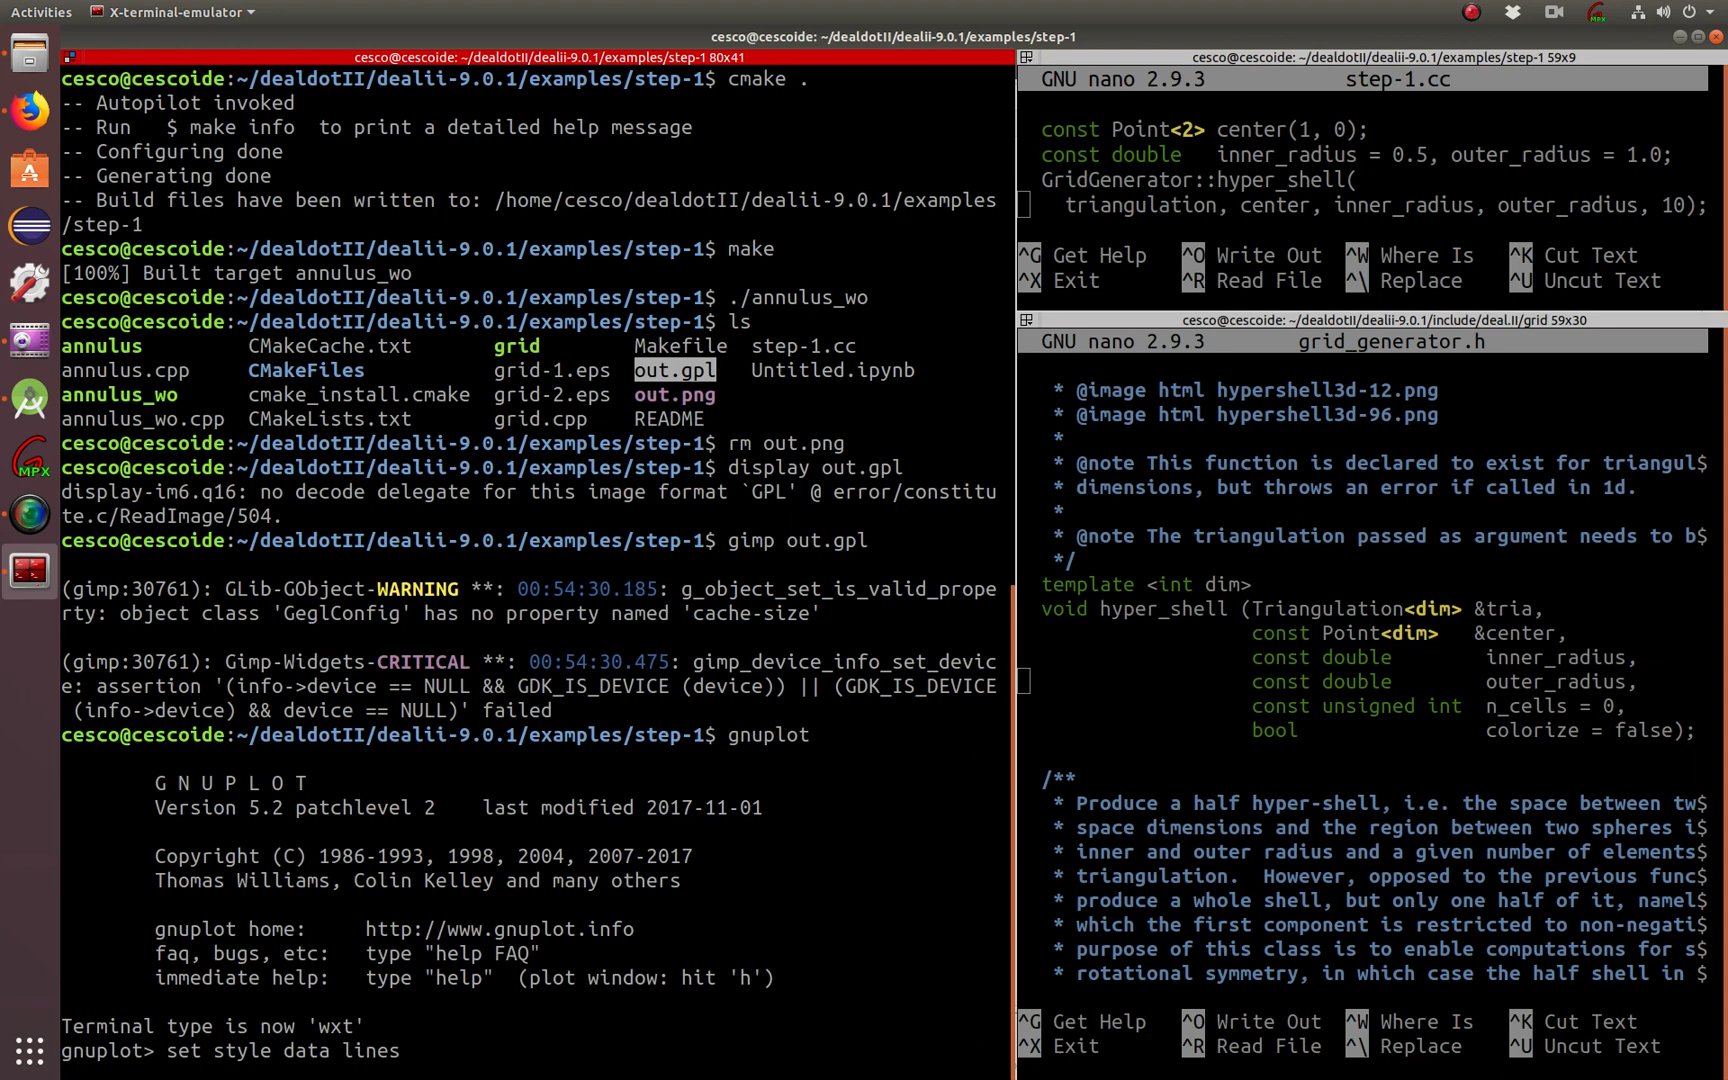 Activities
X-terminal-emulator
cesco@cescoide: ~/dealdotII/dealii-9.0.1/examples/step-1
cesco@cescoide: ~/dealdotII/dealii-9.0.1/examples/step-1 80x41
cesco@cescoide:~/dealdotII/dealii-9.0.1/examples/step-1$ cmake .
-- Autopilot invoked
-- Run   $ make info  to print a detailed help message
-- Configuring done
-- Generating done
-- Build files have been written to: /home/cesco/dealdotII/dealii-9.0.1/examples
/step-1
cesco@cescoide:~/dealdotII/dealii-9.0.1/examples/step-1$ make
[100%] Built target annulus_wo
cesco@cescoide:~/dealdotII/dealii-9.0.1/examples/step-1$ ./annulus_wo
cesco@cescoide:~/dealdotII/dealii-9.0.1/examples/step-1$ ls
annulus         CMakeCache.txt       grid        Makefile  step-1.cc
annulus.cpp     CMakeFiles           grid-1.eps  out.gpl   Untitled.ipynb
annulus_wo      cmake_install.cmake  grid-2.eps  out.png
annulus_wo.cpp  CMakeLists.txt       grid.cpp    README
cesco@cescoide:~/dealdotII/dealii-9.0.1/examples/step-1$ rm out.png
cesco@cescoide:~/dealdotII/dealii-9.0.1/examples/step-1$ display out.gpl
display-im6.q16: no decode delegate for this image format `GPL' @ error/constitu
te.c/ReadImage/504.
cesco@cescoide:~/dealdotII/dealii-9.0.1/examples/step-1$ gimp out.gpl
(gimp:30761): GLib-GObject-WARNING **: 00:54:30.185: g_object_set_is_valid_prope
rty: object class 'GeglConfig' has no property named 'cache-size'
(gimp:30761): Gimp-Widgets-CRITICAL **: 00:54:30.475: gimp_device_info_set_devic
e: assertion '(info->device == NULL && GDK_IS_DEVICE (device)) || (GDK_IS_DEVICE
 (info->device) && device == NULL)' failed
cesco@cescoide:~/dealdotII/dealii-9.0.1/examples/step-1$ gnuplot
G N U P L O T
Version 5.2 patchlevel 2    last modified 2017-11-01
Copyright (C) 1986-1993, 1998, 2004, 2007-2017
Thomas Williams, Colin Kelley and many others
gnuplot home:     http://www.gnuplot.info
faq, bugs, etc:   type "help FAQ"
immediate help:   type "help"  (plot window: hit 'h')
Terminal type is now 'wxt'
gnuplot> set style data lines
cesco@cescoide: ~/dealdotII/dealii-9.0.1/examples/step-1 59x9
GNU nano 2.9.3            step-1.cc
const Point<2> center(1, 0);
const double   inner_radius = 0.5, outer_radius = 1.0;
GridGenerator::hyper_shell(
  triangulation, center, inner_radius, outer_radius, 10);
^G Get Help   ^O Write Out  ^W Where Is   ^K Cut Text
^X Exit       ^R Read File  ^\ Replace    ^U Uncut Text
cesco@cescoide: ~/dealdotII/dealii-9.0.1/include/deal.II/grid 59x30
GNU nano 2.9.3        grid_generator.h
 * @image html hypershell3d-12.png
 * @image html hypershell3d-96.png
 *
 * @note This function is declared to exist for triangul$
 * dimensions, but throws an error if called in 1d.
 *
 * @note The triangulation passed as argument needs to b$
 */
template <int dim>
void hyper_shell (Triangulation<dim> &tria,
                  const Point<dim>   &center,
                  const double        inner_radius,
                  const double        outer_radius,
                  const unsigned int  n_cells = 0,
                  bool                colorize = false);
/**
 * Produce a half hyper-shell, i.e. the space between tw$
 * space dimensions and the region between two spheres i$
 * inner and outer radius and a given number of elements$
 * triangulation.  However, opposed to the previous func$
 * produce a whole shell, but only one half of it, namel$
 * which the first component is restricted to non-negati$
 * purpose of this class is to enable computations for s$
 * rotational symmetry, in which case the half shell in $
^G Get Help   ^O Write Out  ^W Where Is   ^K Cut Text
^X Exit       ^R Read File  ^\ Replace    ^U Uncut Text
MPX
MPX